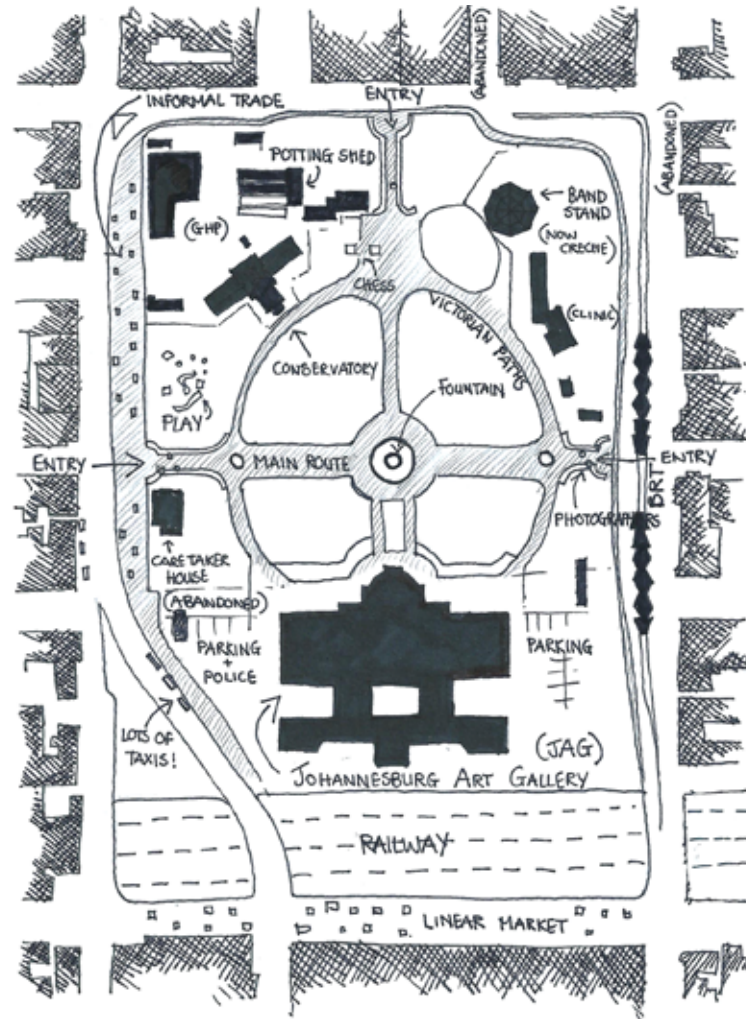 (ABANDONED)
ENTRY
INFORMAL TRADE
(ABANDONED)
POTTING SHED
BAND
STAND
(NOW
CRECHE)
(GHP)
CHESS
(CLINIC)
VICTORIAN PATHS
CONSERVATORY
FOUNTAIN
PLAY
ENTRY
MAIN ROUTE
ENTRY
BRT
PHOTOGRAPHERS
CARETAKER
HOUSE
(ABANDONED)
PARKING
+
POLICE
PARKING
LOTS OF
TAXIS!
(JAG)
JOHANNESBURG ART GALLERY
RAILWAY
LINEAR MARKET